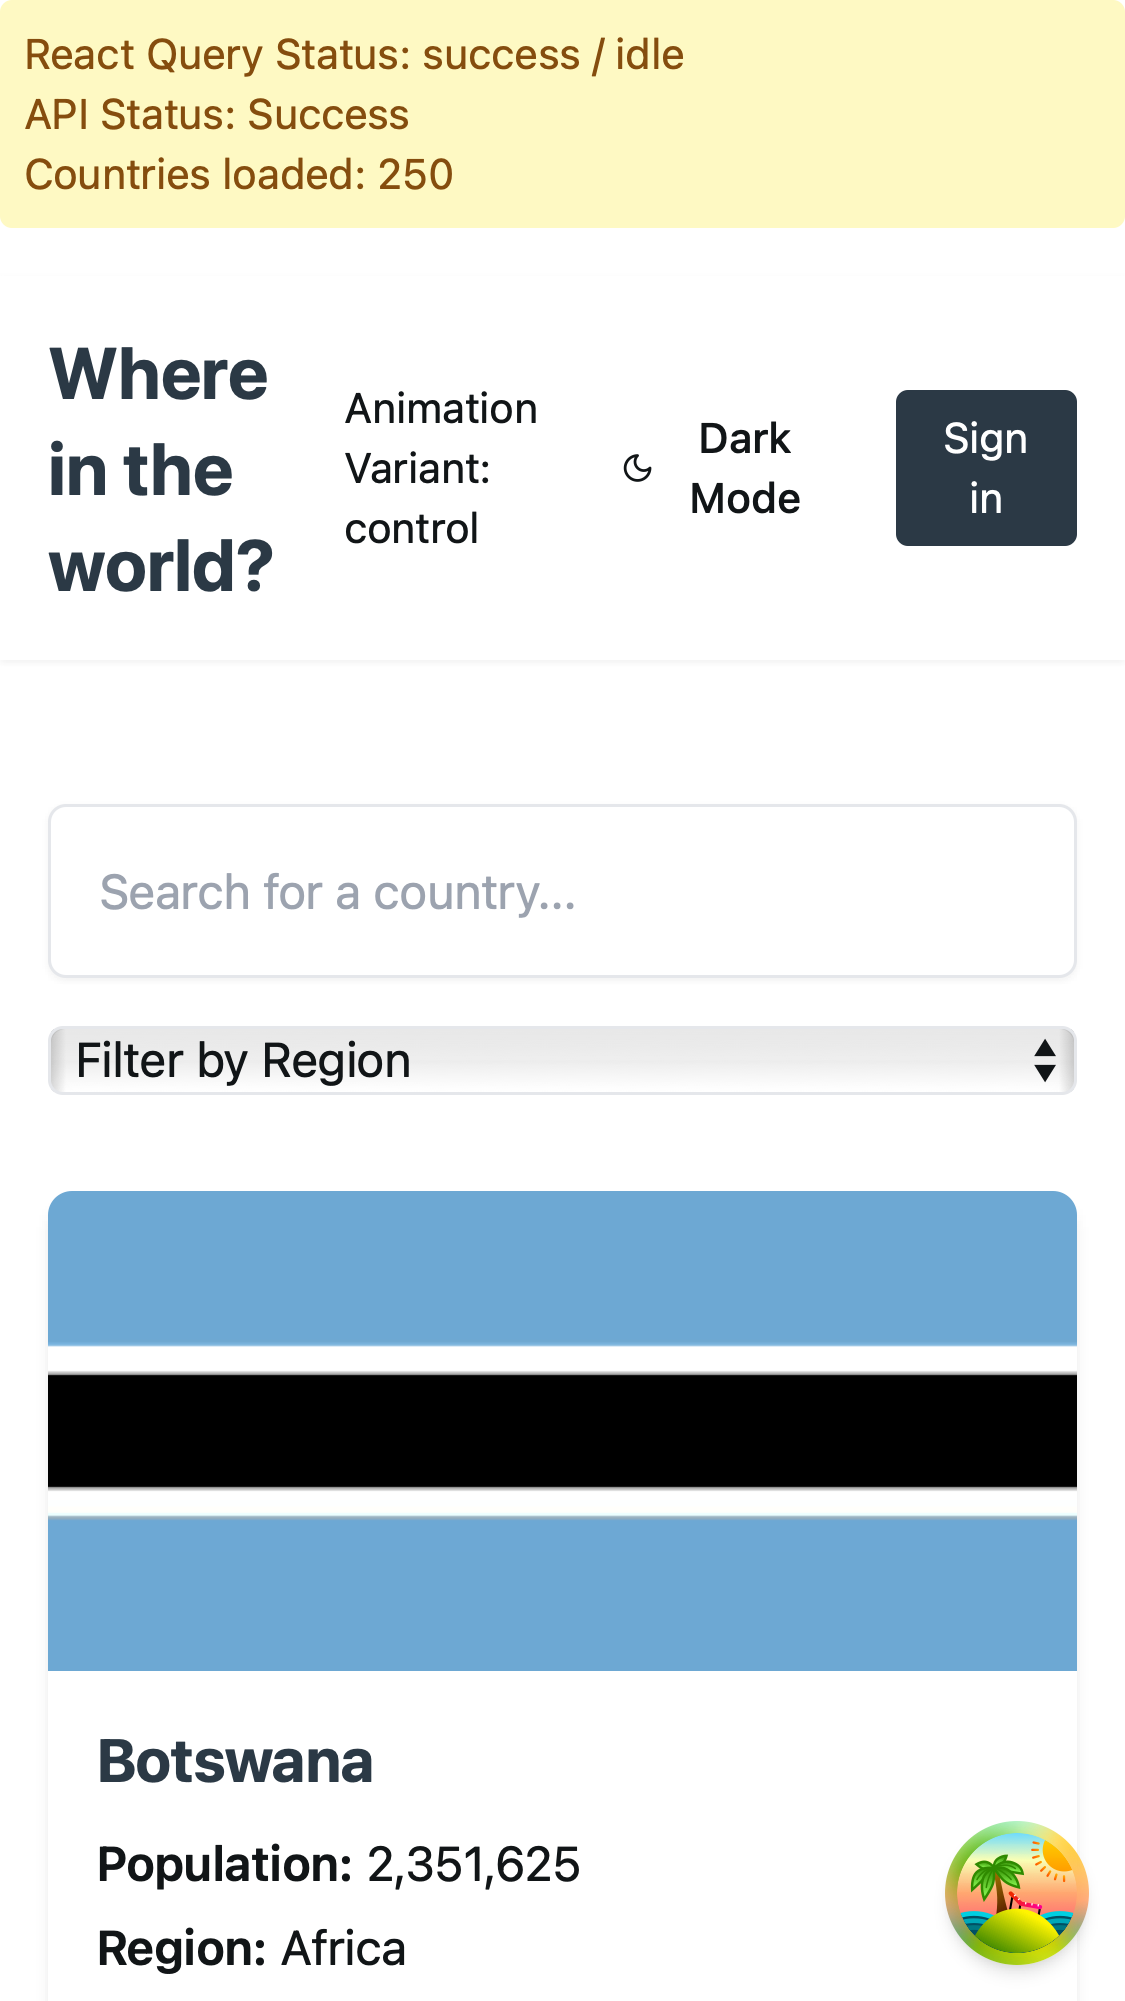 React Query Status: success / idle
API Status: Success
Countries loaded: 250
Where
in the
world?
Animation
Variant:
control
Dark
Mode
Sign
in
Search for a country...
Filter by Region
Botswana
Population: 2,351,625
Region: Africa